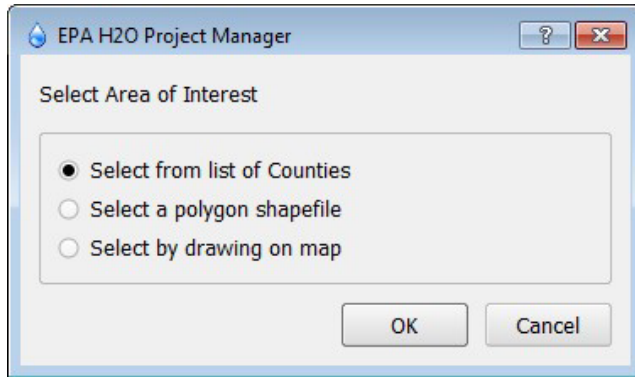 EPA H2O Project Manager
Select Area of Interest
Select from list of Counties
Select a polygon shapefile
Select by drawing on map
OK
Cancel